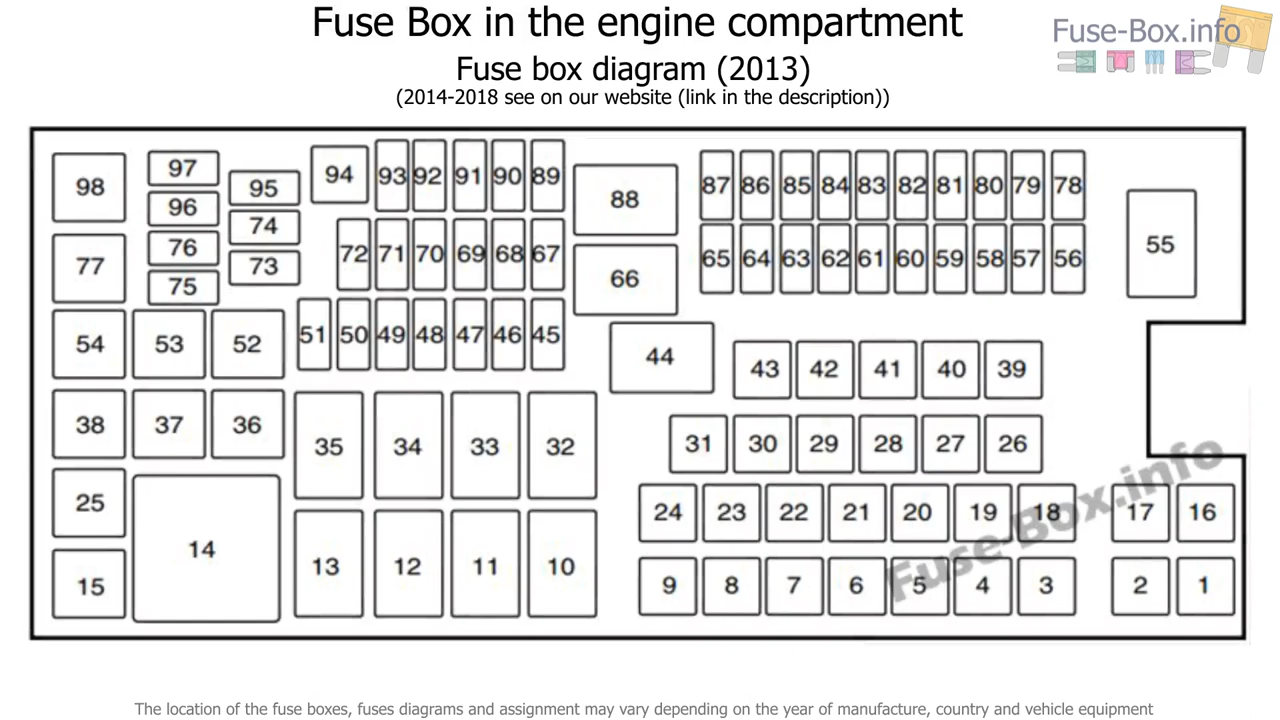 Fuse Box in the engine compartment
Fuse-Box.info
Fuse box diagram (2013)
(2014-2018 see on our website (link in the description))
98 97 95 94 93 92 91 90 89 88 87 86 85 84 83 82 81 80 79 78
96 74
77 76 73 72 71 70 69 68 67 66 65 64 63 62 61 60 59 58 57 56 55
75
54 53 52 51 50 49 48 47 46 45 44 43 42 41 40 39
38 37 36 35 34 33 32 31 30 29 28 27 26
25 24 23 22 21 20 19 18 17 16
15 14 13 12 11 10 9 8 7 6 5 4 3 2 1
Fuse-Box.info
The location of the fuse boxes, fuses diagrams and assignment may vary depending on the year of manufacture, country and vehicle equipment